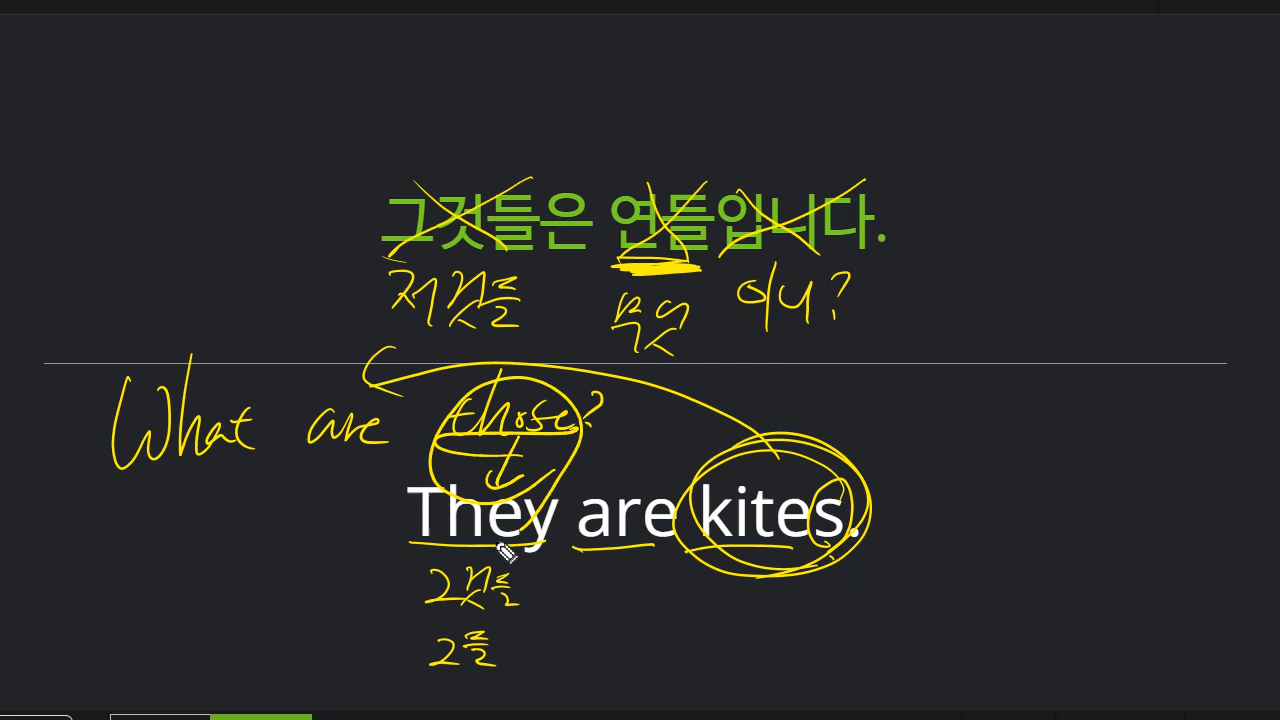 그것들은 연들입니다.
저것들 무엇 이니?
What are those?
They are kites.
그것들
그들